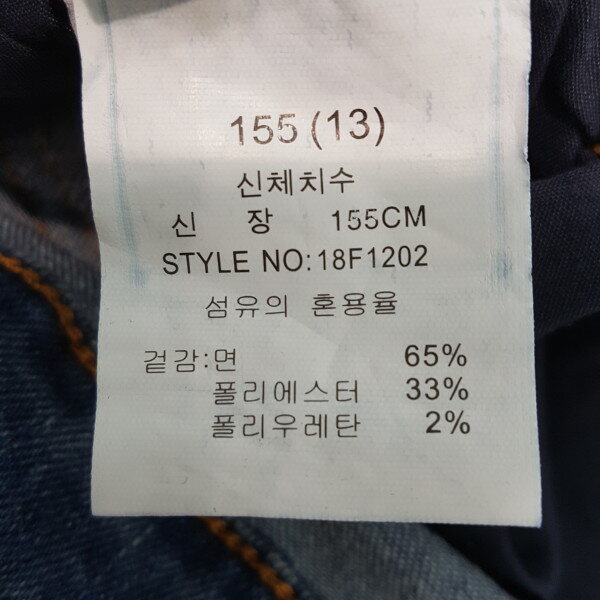 155 (13)
신체치수
신 장 155CM
STYLE NO:18F1202
섬유의 혼용율
겉감:면 65%
폴리에스터 33%
폴리우레탄 2%